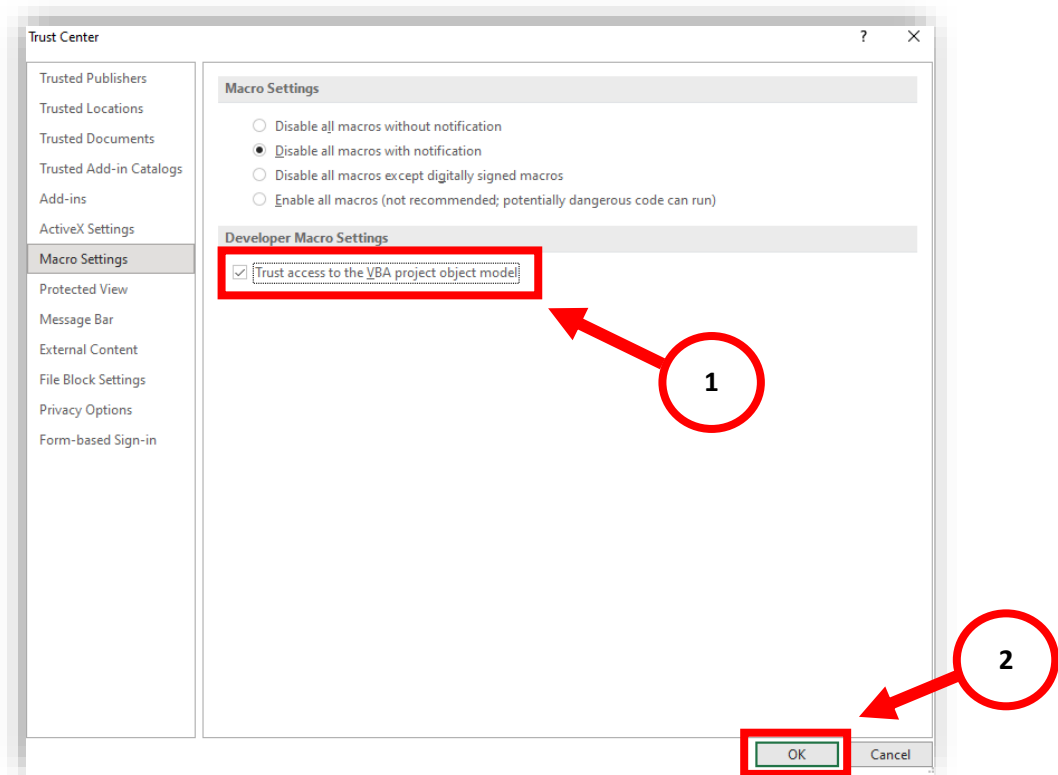 Trust Center
?
Trusted Publishers
Trusted Locations
Trusted Documents
Trusted Add-in Catalogs
Add-ins
ActiveX Settings
Macro Settings
Protected View
Message Bar
External Content
File Block Settings
Privacy Options
Form-based Sign-in
Macro Settings
Disable all macros without notification
Disable all macros with notification
Disable all macros except digitally signed macros
Enable all macros (not recommended; potentially dangerous code can run)
Developer Macro Settings
Trust access to the VBA project object model
1
2
OK
Cancel